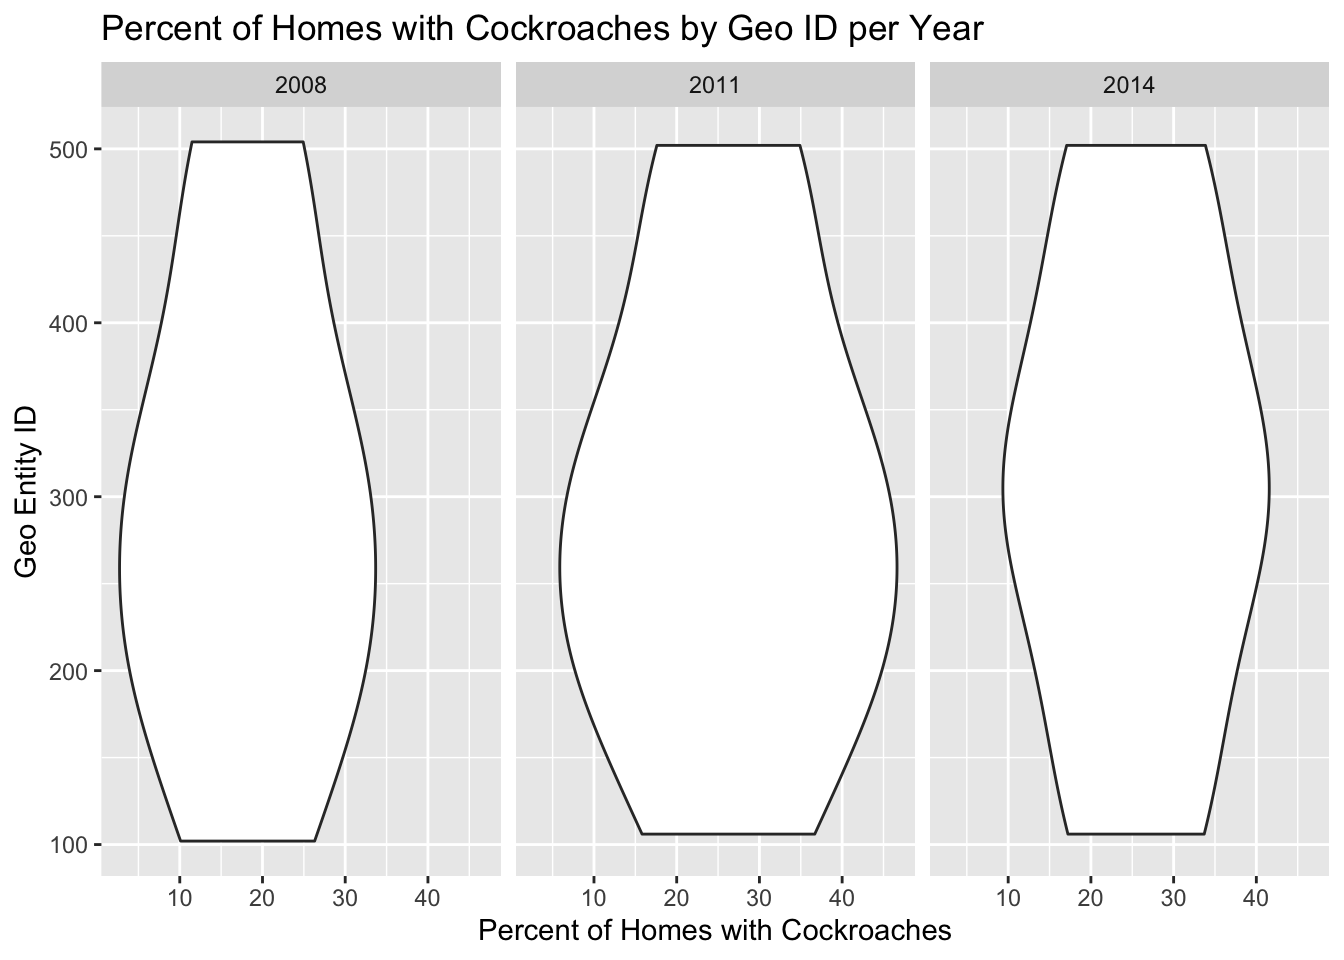 Percent of Homes with Cockroaches by Geo ID per Year
2008 2011 2014
500
400
300
200
100
Geo Entity ID
10 20 30 40 10 20 30 40 10 20 30 40
Percent of Homes with Cockroaches